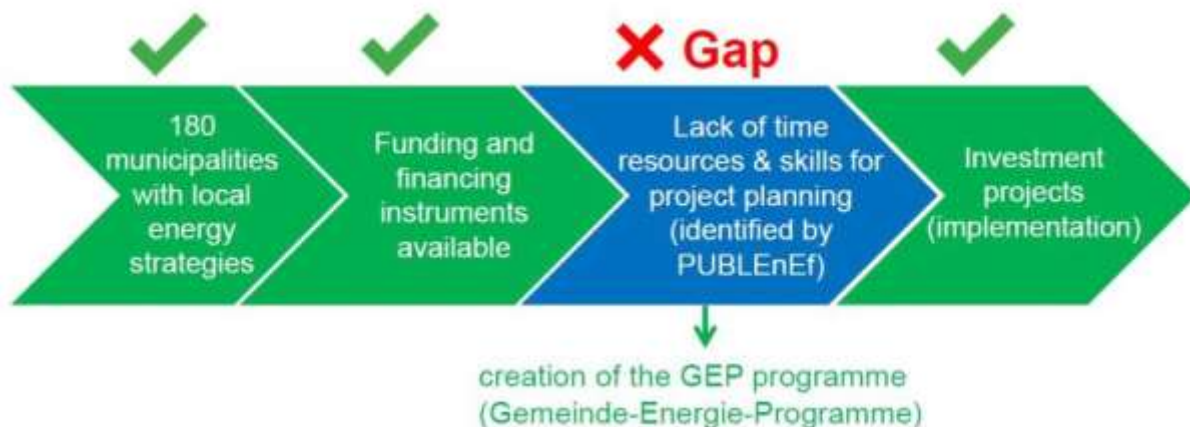 Gap
180
municipalities
with local
energy
strategies
Funding and
financing
instruments
available
Lack of time
resources & skills for
project planning
(identified by
PUBLEnEf)
Investment
projects
(implementation)
creation of the GEP programme
(Gemeinde-Energie-Programme)